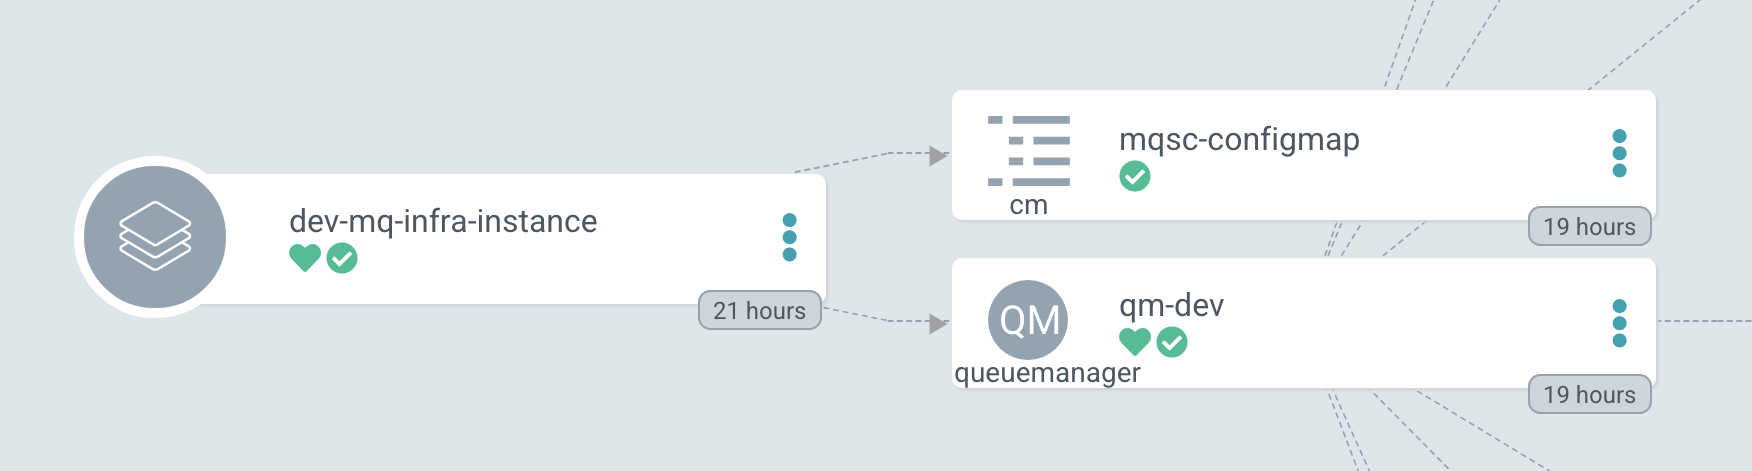 dev-mq-infra-instance
21 hours
mqsc-configmap
cm
19 hours
QM
qm-dev
queuemanager
19 hours